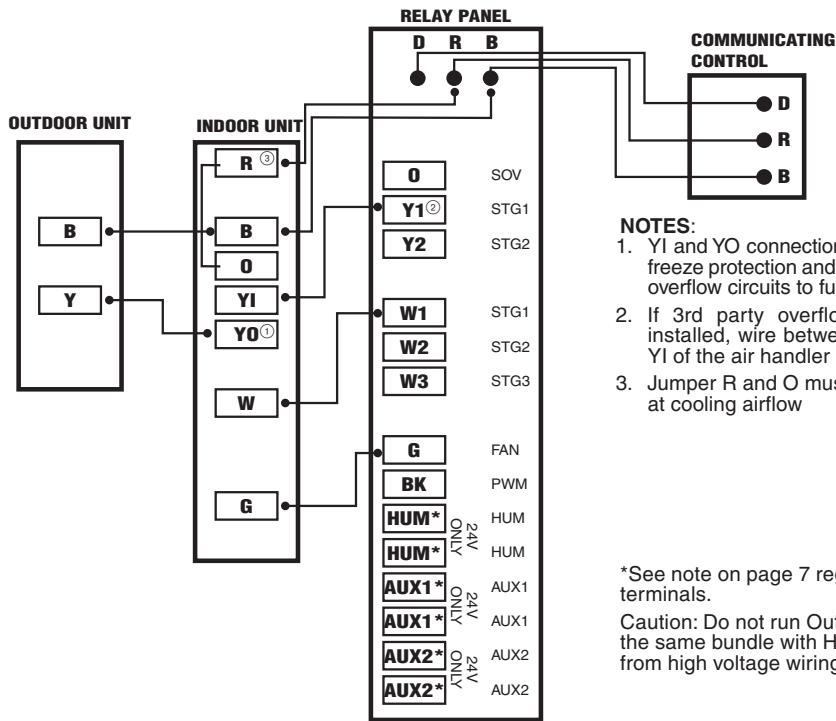 RELAY PANEL
D R B
COMMUNICATING
CONTROL
D
R
B
OUTDOOR UNIT
B
Y
INDOOR UNIT
R ③
B
O
YI
YO①
W
G
O SOV
Y1② STG1
Y2 STG2
W1 STG1
W2 STG2
W3 STG3
G FAN
BK PWM
HUM* HUM
24V
ONLY
HUM* HUM
AUX1* AUX1
24V
ONLY
AUX1* AUX1
AUX2* AUX2
24V
ONLY
AUX2* AUX2
NOTES:
1. YI and YO connection
freeze protection and
overflow circuits to fu
2. If 3rd party overflo
installed, wire betwe
YI of the air handler
3. Jumper R and O mus
at cooling airflow
*See note on page 7 reg
terminals.
Caution: Do not run Out
the same bundle with H
from high voltage wiring